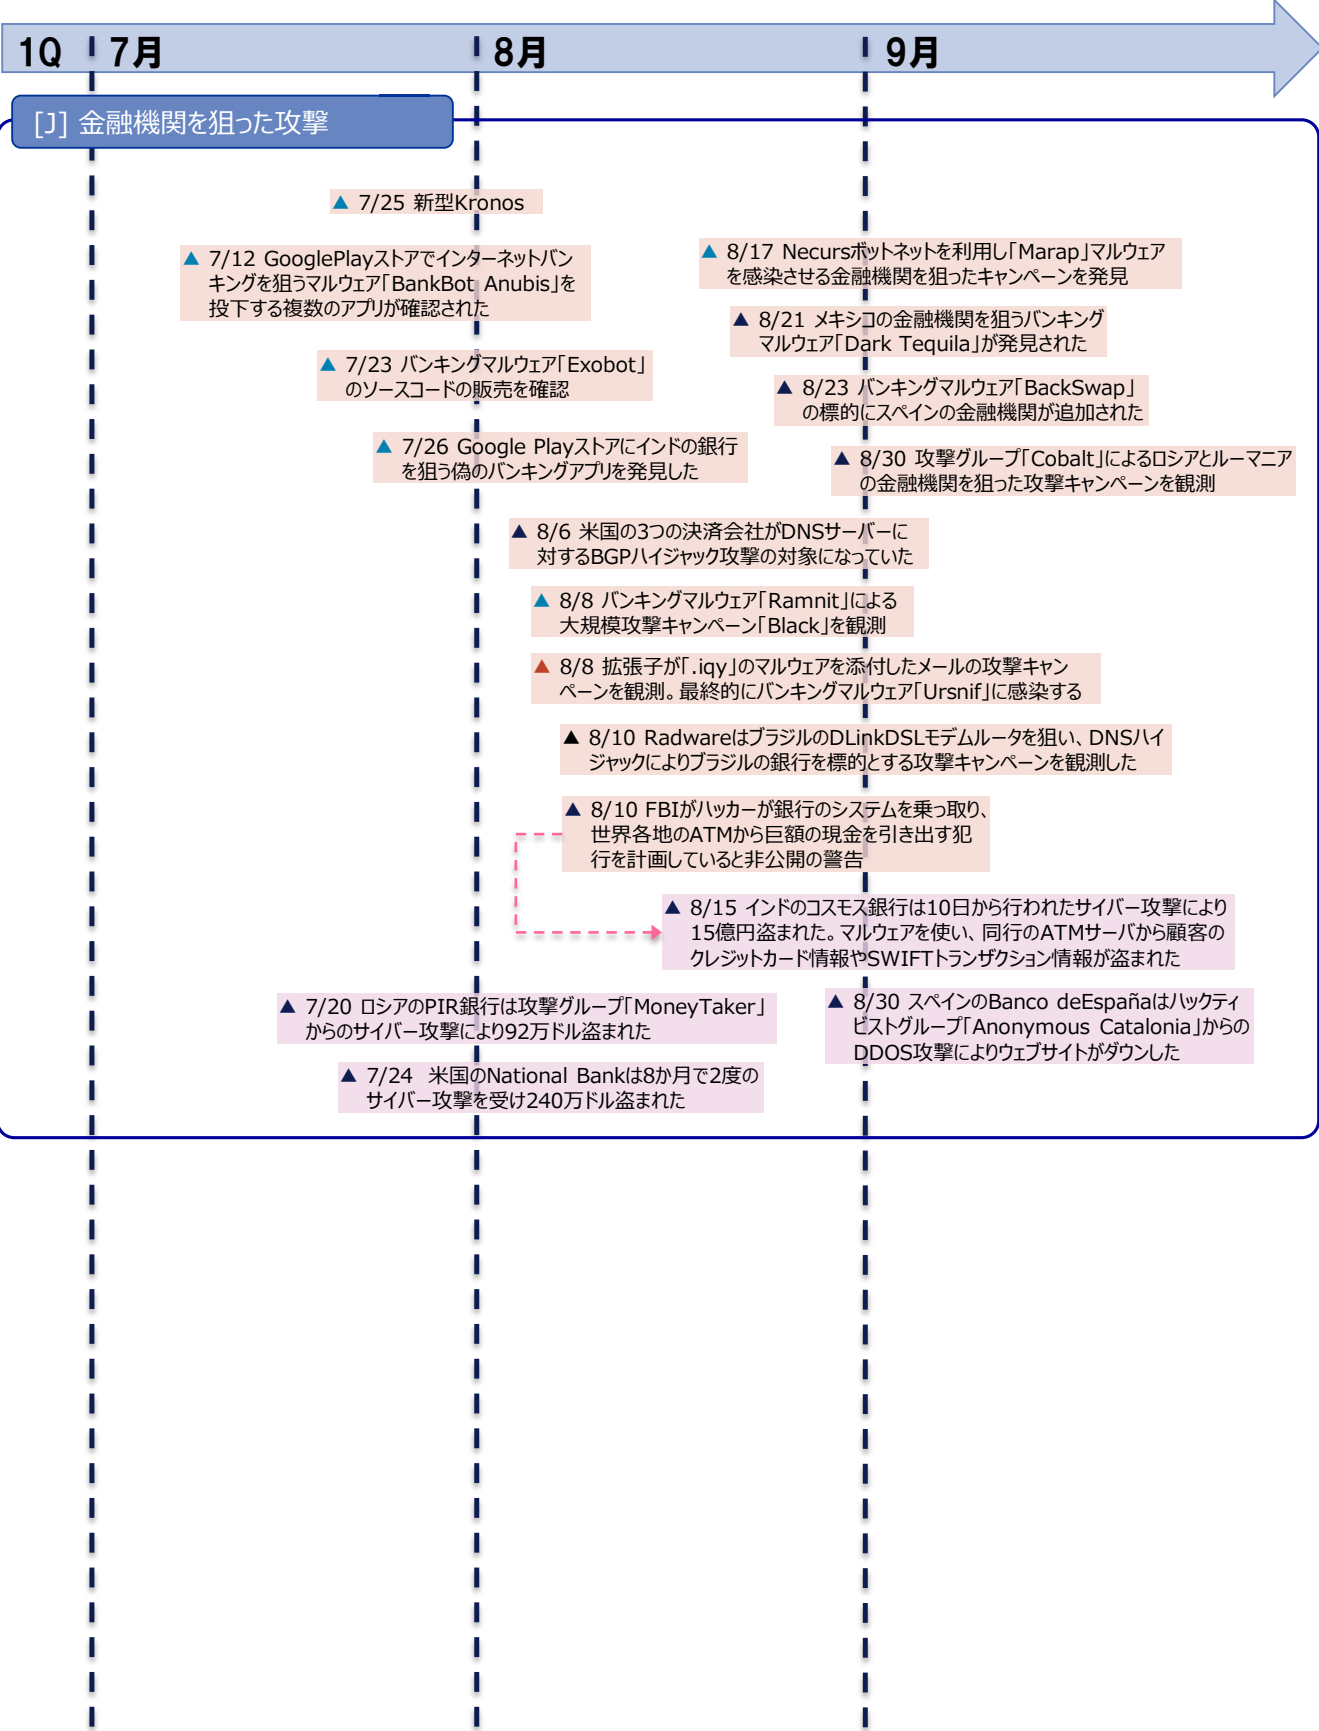 1Q 7月 8月 9月
[J] 金融機関を狙った攻撃
▲ 7/25 新型Kronos
▲ 7/12 GooglePlayストアでインターネットバン
キングを狙うマルウェア「BankBot Anubis」を
投下する複数のアプリが確認された
▲ 7/23 バンキングマルウェア「Exobot」
のソースコードの販売を確認
▲ 7/26 Google Playストアにインドの銀行
を狙う偽のバンキングアプリを発見した
▲ 8/17 Necursボットネットを利用し「Marap」マルウェア
を感染させる金融機関を狙ったキャンペーンを発見
▲ 8/21 メキシコの金融機関を狙うバンキング
マルウェア「Dark Tequila」が発見された
▲ 8/23 バンキングマルウェア「BackSwap」
の標的にスペインの金融機関が追加された
▲ 8/30 攻撃グループ「Cobalt」によるロシアとルーマニア
の金融機関を狙った攻撃キャンペーンを観測
▲ 8/6 米国の3つの決済会社がDNSサーバーに
対するBGPハイジャック攻撃の対象になっていた
▲ 8/8 バンキングマルウェア「Ramnit」による
大規模攻撃キャンペーン「Black」を観測
▲ 8/8 拡張子が「.iqy」のマルウェアを添付したメールの攻撃キャン
ペーンを観測。最終的にバンキングマルウェア「Ursnif」に感染する
▲ 8/10 RadwareはブラジルのDLinkDSLモデムルータを狙い、DNSハイ
ジャックによりブラジルの銀行を標的とする攻撃キャンペーンを観測した
▲ 8/10 FBIがハッカーが銀行のシステムを乗っ取り、
世界各地のATMから巨額の現金を引き出す犯
行を計画していると非公開の警告
▲ 8/15 インドのコスモス銀行は10日から行われたサイバー攻撃により
15億円盗まれた。マルウェアを使い、同行のATMサーバから顧客の
クレジットカード情報やSWIFTトランザクション情報が盗まれた
▲ 7/20 ロシアのPIR銀行は攻撃グループ「MoneyTaker」
からのサイバー攻撃により92万ドル盗まれた
▲ 7/24 米国のNational Bankは8か月で2度の
サイバー攻撃を受け240万ドル盗まれた
▲ 8/30 スペインのBanco deEspañaはハックティ
ビストグループ「Anonymous Catalonia」からの
DDOS攻撃によりウェブサイトがダウンした